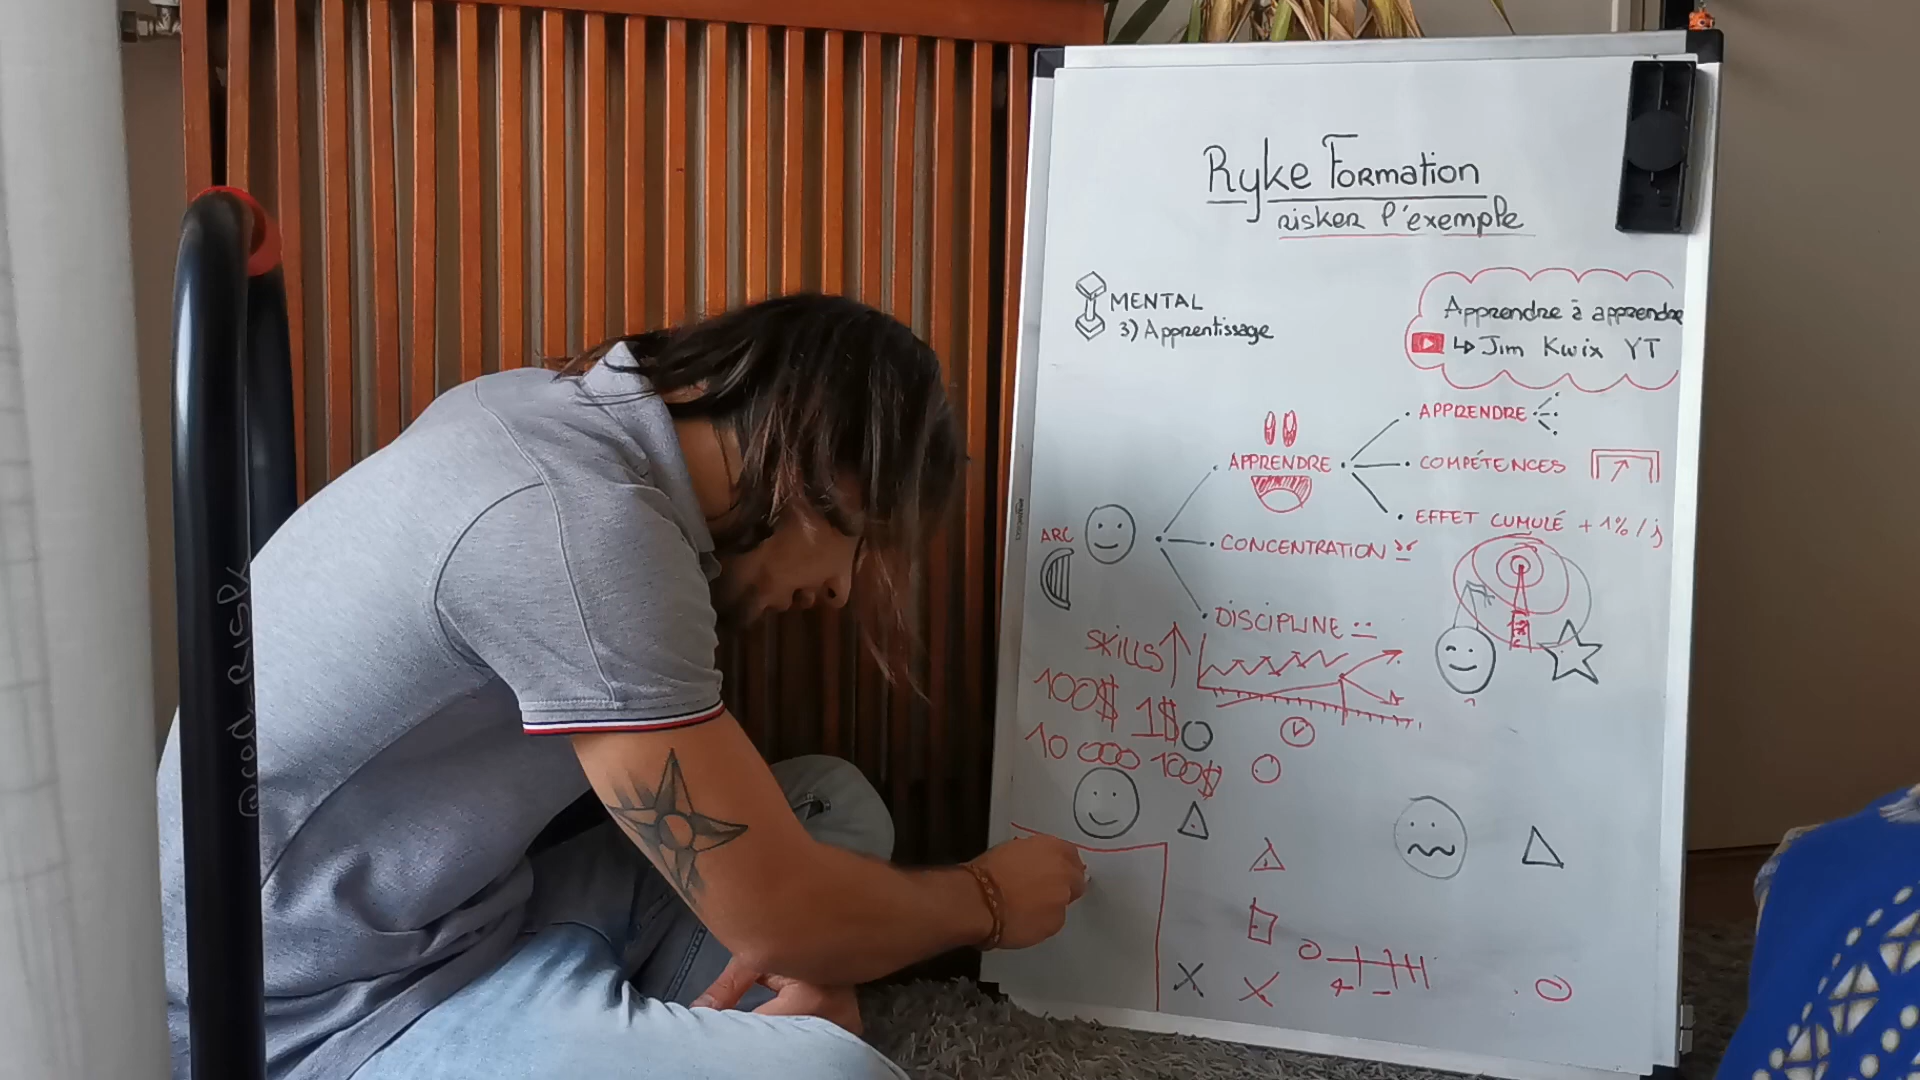 Ryke Formation
risker l'exemple
MENTAL
3) Apprentissage
Apprendre à apprendre
↳ Jim Kwix YT
APPRENDRE
APPRENDRE
COMPÉTENCES
EFFET CUMULÉ + 1% / j
ARC
CONCENTRATION
DISCIPLINE
SKILLS
100$ 1$
10 000 100$
@prod_RISPK